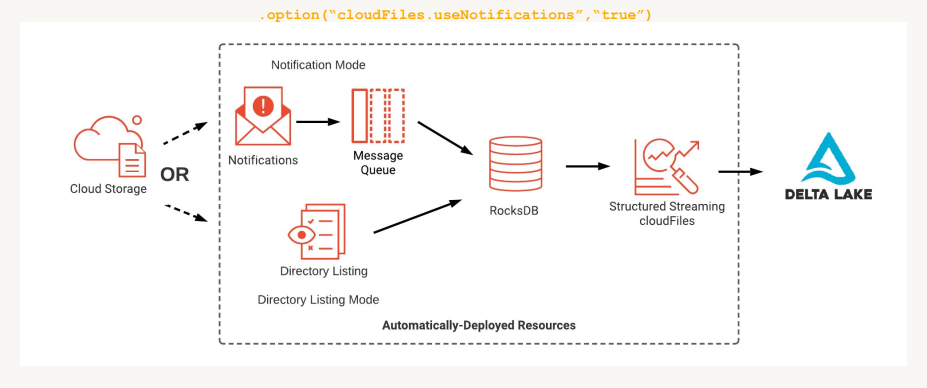 .option(“cloudFiles.useNotifications”,“true”)
Notification Mode
Notifications
Message
Queue
Cloud Storage
OR
RocksDB
Structured Streaming
cloudFiles
DELTA LAKE
Directory Listing
Directory Listing Mode
Automatically-Deployed Resources